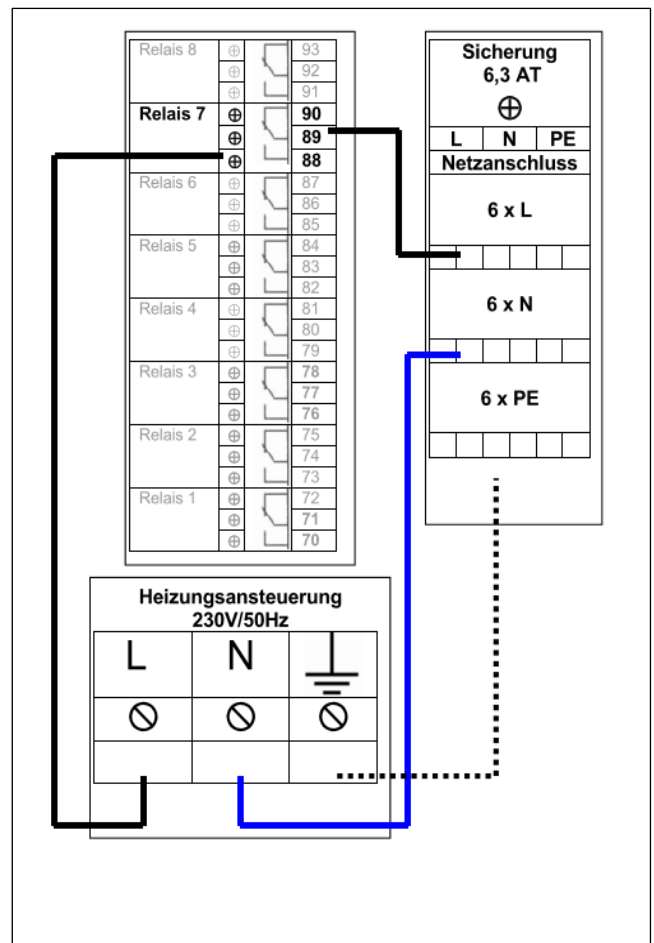 Relais 8 93
92
91
Relais 7 90
89
88
Relais 6 87
86
85
Relais 5 84
83
82
Relais 4 81
80
79
Relais 3 78
77
76
Relais 2 75
74
73
Relais 1 72
71
70
Sicherung
6,3 AT
L N PE
Netzanschluss
6 x L
6 x N
6 x PE
Heizungsansteuerung
230V/50Hz
L N